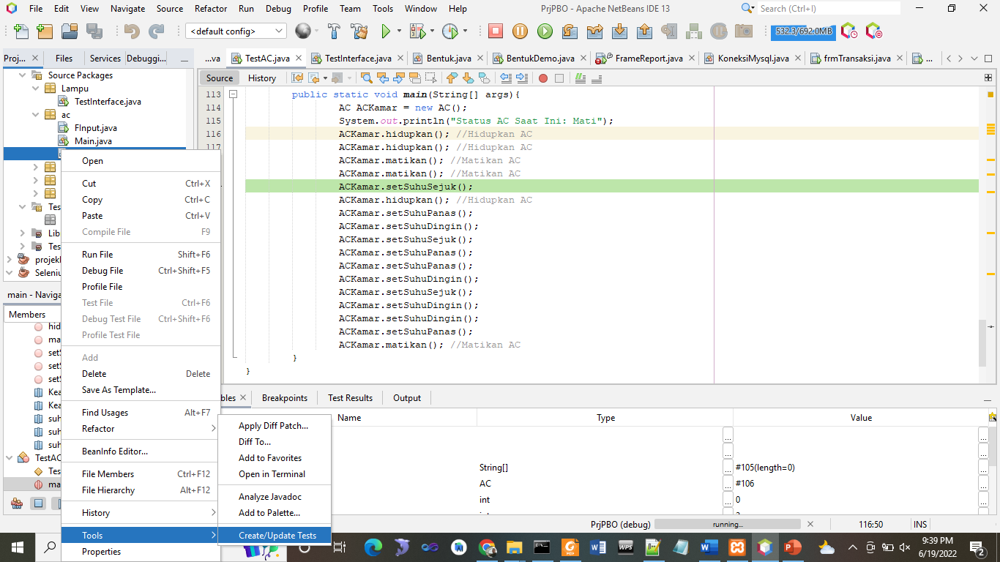 File Edit View Navigate Source Refactor Run Debug Profile Team Tools Window Help
PrjPBO - Apache NetBeans IDE 13
Search (Ctrl+I)
<default config>
532.3/692.0MB
Proj...
Files
Services
Debuggi...
...va
TestAC.java
TestInterface.java
Bentuk.java
BentukDemo.java
FrameReport.java
KoneksiMysql.java
frmTransaksi.java
...
Source Packages
Lampu
TestInterface.java
ac
FInput.java
Main.java
Tes
Lib
Tes
projekl
Seleniu
Source
History
113 public static void main(String[] args){
114 AC ACKamar = new AC();
115 System.out.println("Status AC Saat Ini: Mati");
116 ACKamar.hidupkan(); //Hidupkan AC
117 ACKamar.hidupkan(); //Hidupkan AC
ACKamar.matikan(); //Matikan AC
ACKamar.matikan(); //Matikan AC
ACKamar.setSuhuSejuk();
ACKamar.hidupkan(); //Hidupkan AC
ACKamar.setSuhuPanas();
ACKamar.setSuhuDingin();
ACKamar.setSuhuSejuk();
ACKamar.setSuhuPanas();
ACKamar.setSuhuPanas();
ACKamar.setSuhuDingin();
ACKamar.setSuhuSejuk();
ACKamar.setSuhuDingin();
ACKamar.setSuhuDingin();
ACKamar.setSuhuPanas();
ACKamar.matikan(); //Matikan AC
}
}
Open
Cut Ctrl+X
Copy Ctrl+C
Paste Ctrl+V
Compile File F9
Run File Shift+F6
Debug File Ctrl+Shift+F5
Profile File
Test File Ctrl+F6
Debug Test File Ctrl+Shift+F6
Profile Test File
Add
Delete Delete
Save As Template...
Find Usages Alt+F7
Refactor
BeanInfo Editor...
File Members Ctrl+F12
File Hierarchy Alt+F12
History
Tools
Properties
Apply Diff Patch...
Diff To...
Add to Favorites
Open in Terminal
Analyze Javadoc
Add to Palette...
Create/Update Tests
main - Naviga
Members
hid
ma
set
set
set
Kea
Kea
suh
suh
suh
TestAC
Tes
ma
bles
Breakpoints
Test Results
Output
Name Type Value
...
...
...
...
String[] ... #105(length=0) ...
AC ... #106 ...
int ... 0 ...
PrjPBO (debug)
running...
116:50
INS
PDF
WPS
9:39 PM
6/19/2022
2